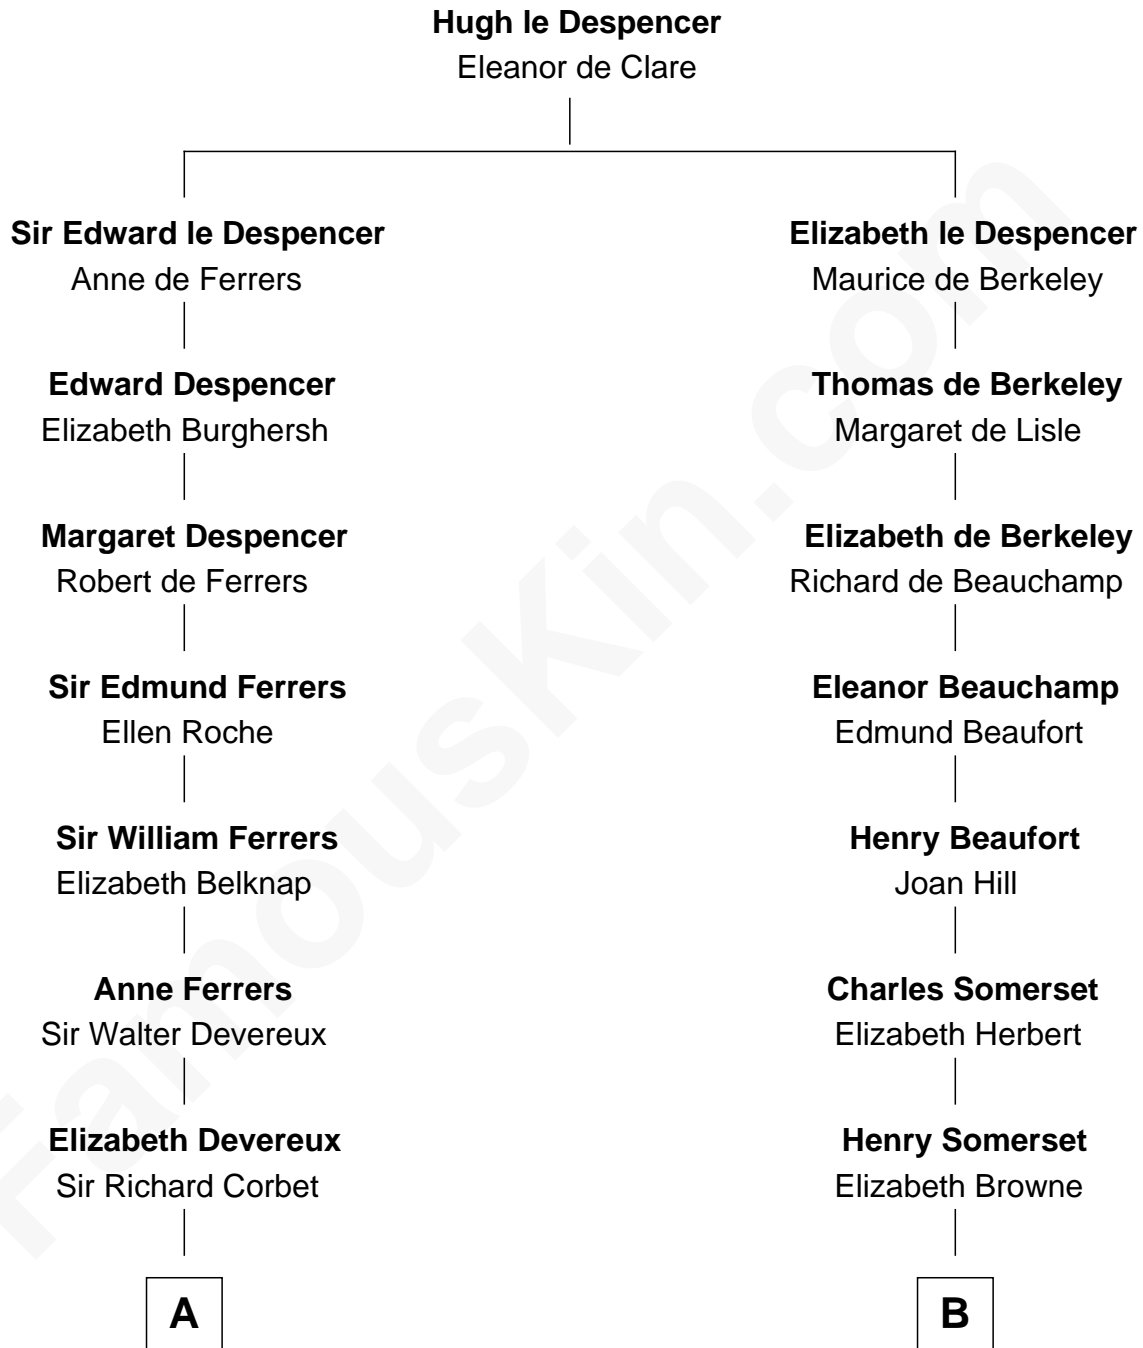 Hugh le Despencer
Eleanor de Clare
Sir Edward le Despencer
Anne de Ferrers
Elizabeth le Despencer
Maurice de Berkeley
Edward Despencer
Elizabeth Burghersh
Thomas de Berkeley
Margaret de Lisle
Margaret Despencer
Robert de Ferrers
Elizabeth de Berkeley
Richard de Beauchamp
Sir Edmund Ferrers
Ellen Roche
Eleanor Beauchamp
Edmund Beaufort
Sir William Ferrers
Elizabeth Belknap
Henry Beaufort
Joan Hill
Anne Ferrers
Sir Walter Devereux
Charles Somerset
Elizabeth Herbert
Elizabeth Devereux
Sir Richard Corbet
Henry Somerset
Elizabeth Browne
A
B
FamousKin.com